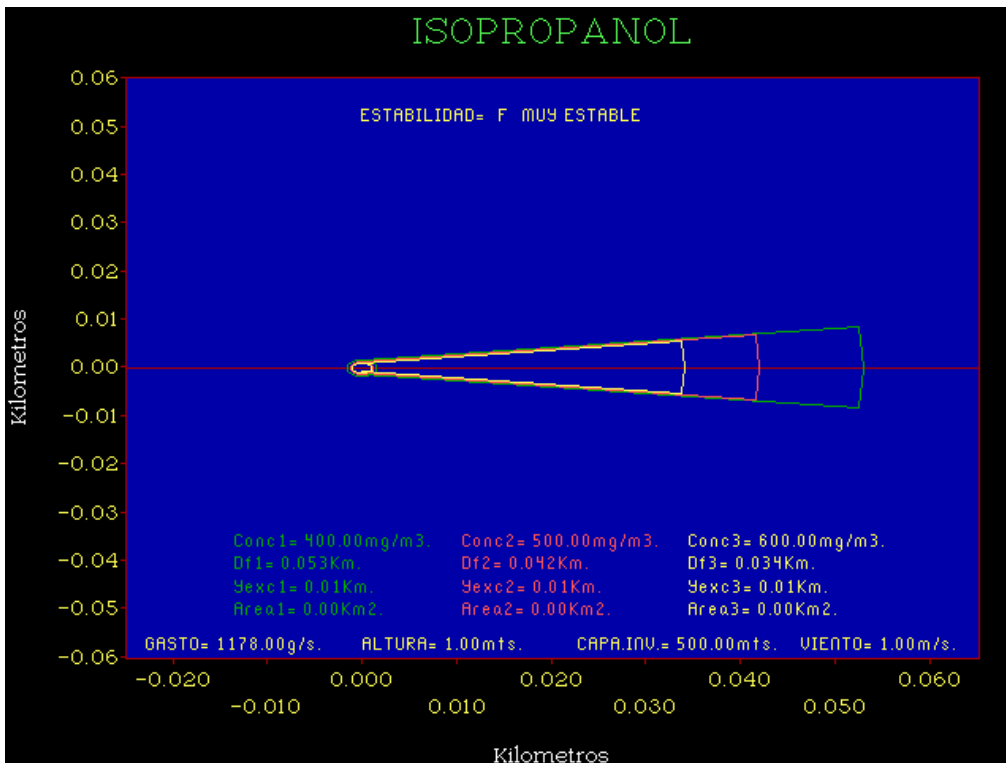 ISOPROPANOL
0.06
ESTABILIDAD= F MUY ESTABLE
0.05
0.04
0.03
0.02
0.01
0.00
-0.01
-0.02
-0.03
-0.04
-0.05
-0.06
Kilometros
Conc1= 400.00mg/m3. Conc2= 500.00mg/m3. Conc3= 600.00mg/m3.
Df1= 0.053Km. Df2= 0.042Km. Df3= 0.034Km.
Yexc1= 0.01Km. Yexc2= 0.01Km. Yexc3= 0.01Km.
Area1= 0.00Km2. Area2= 0.00Km2. Area3= 0.00Km2.
GASTO= 1178.00g/s. ALTURA= 1.00mts. CAPA.INV.= 500.00mts. VIENTO= 1.00m/s.
-0.020 0.000 0.020 0.040 0.060
-0.010 0.010 0.030 0.050
Kilometros